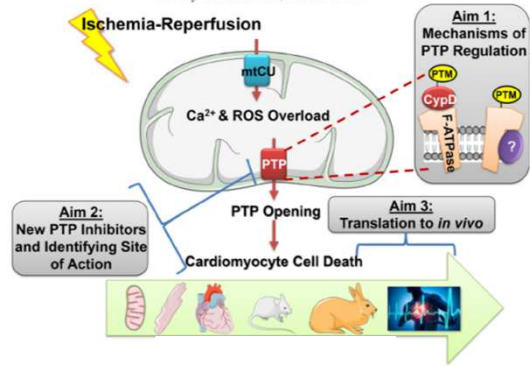 Ischemia-Reperfusion
mtCU
Ca²⁺ & ROS Overload
PTP
PTP Opening
Cardiomyocyte Cell Death
Aim 1:
Mechanisms of
PTP Regulation
PTM
CypD
F-ATPase
PTM
?
Aim 2:
New PTP Inhibitors
and Identifying Site
of Action
Aim 3:
Translation to in vivo